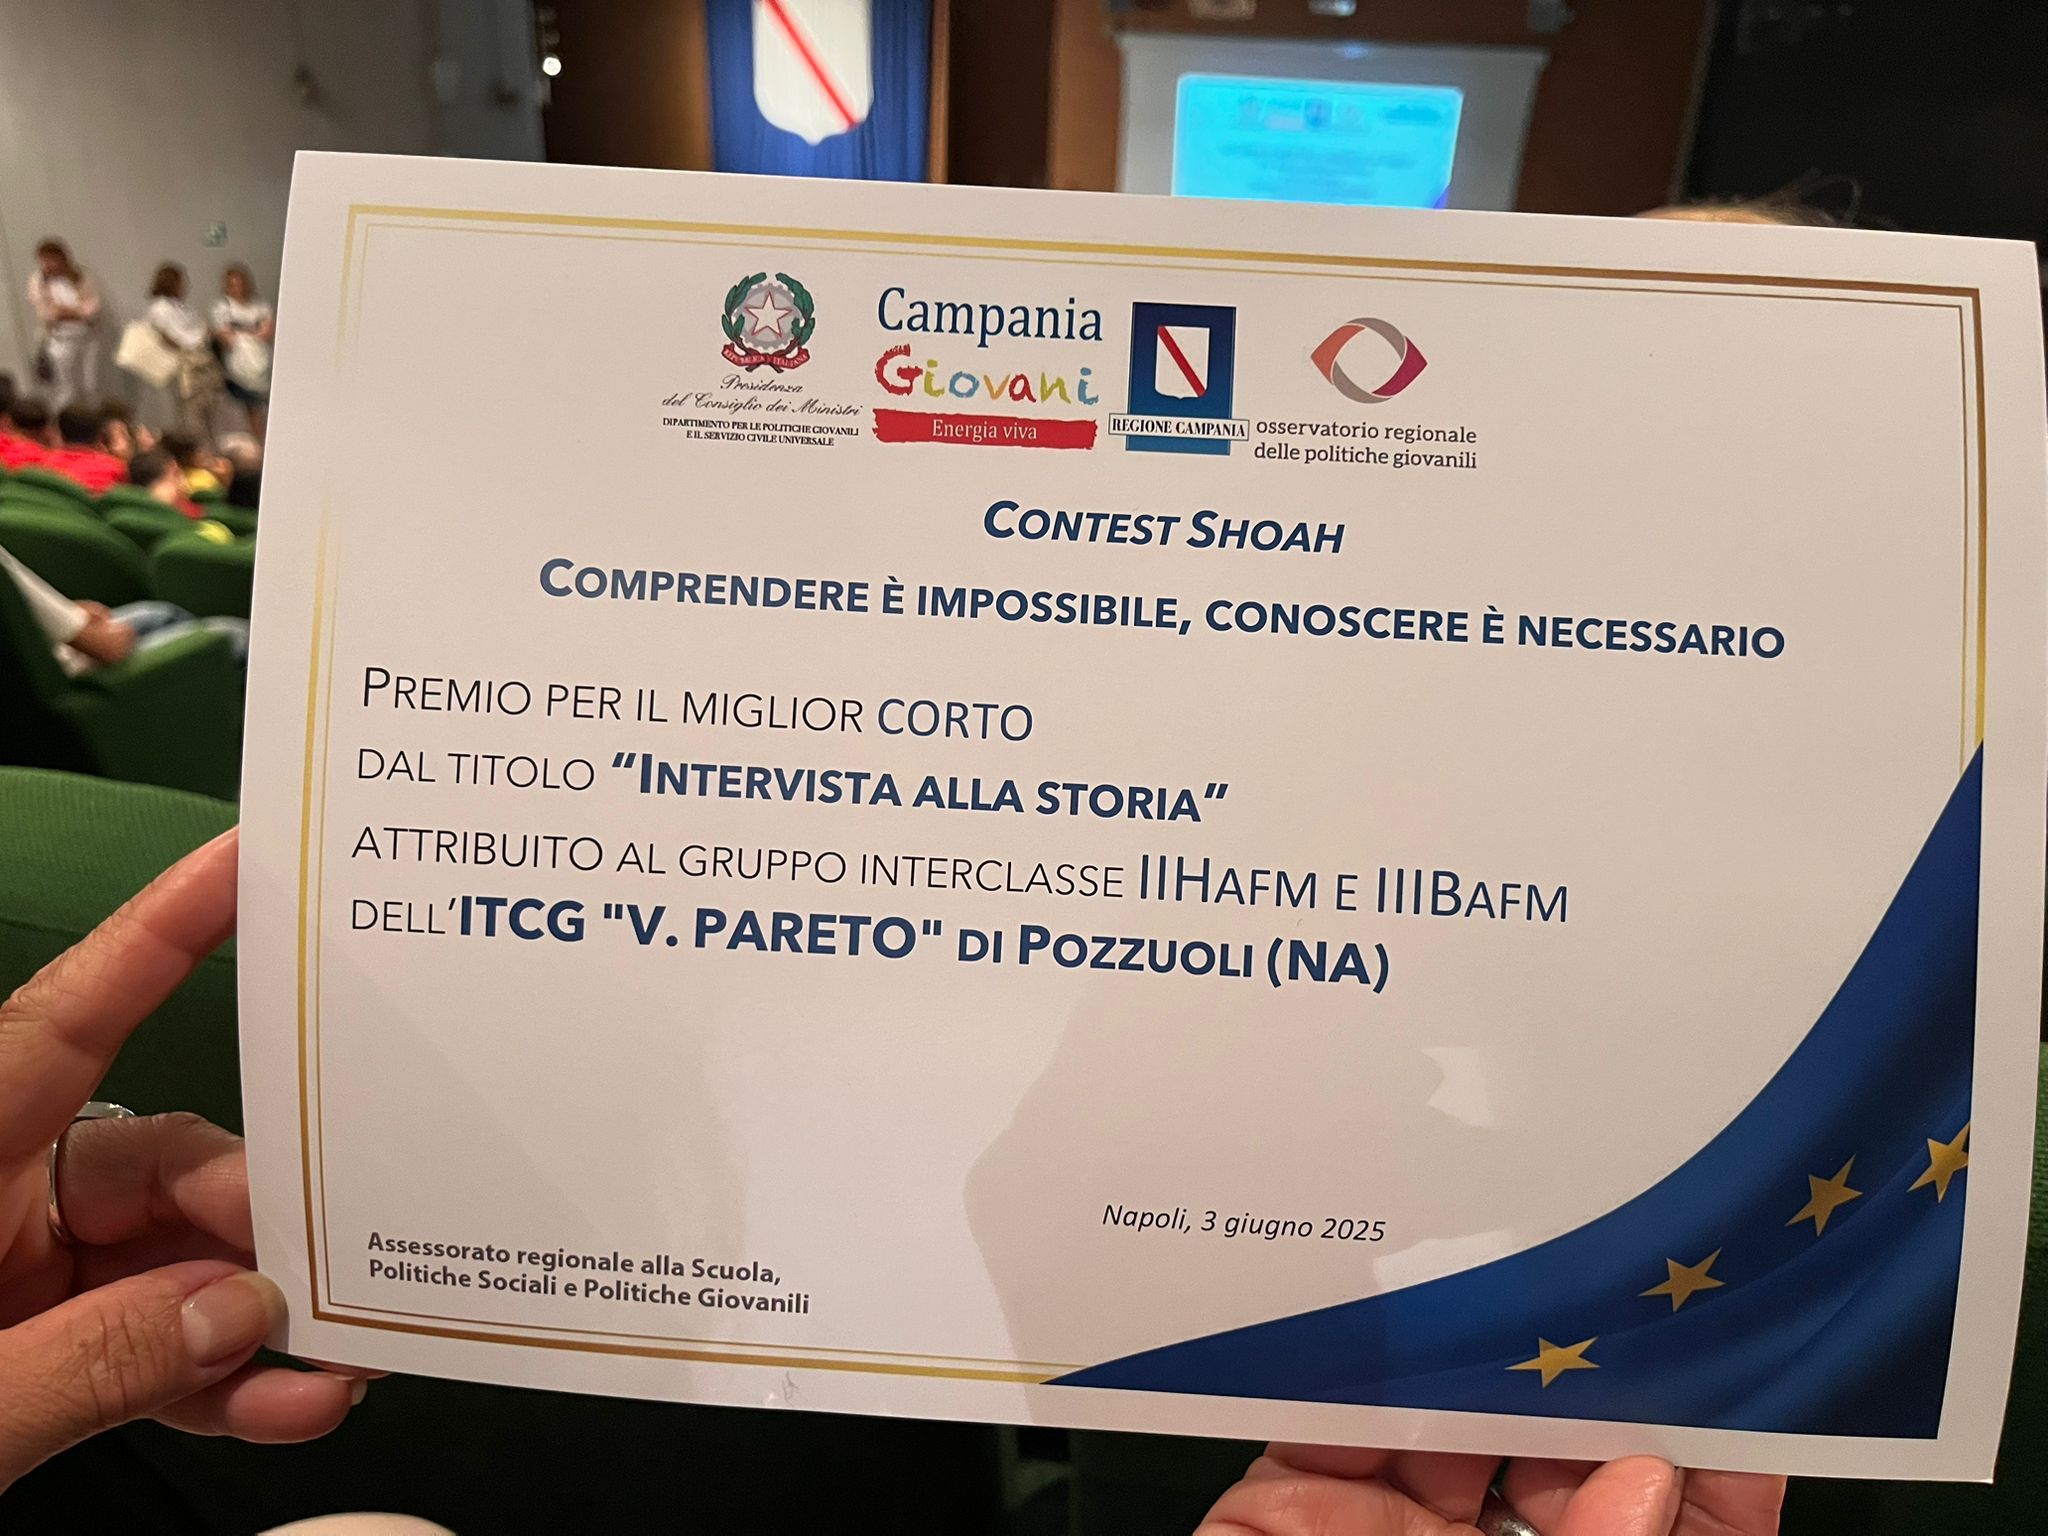 REPVBBLICA ITALIANA
Presidenza
del Consiglio dei Ministri
DIPARTIMENTO PER LE POLITICHE GIOVANILI
E IL SERVIZIO CIVILE UNIVERSALE
Campania
Giovani
Energia viva
REGIONE CAMPANIA
osservatorio regionale
delle politiche giovanili
CONTEST SHOAH
COMPRENDERE È IMPOSSIBILE, CONOSCERE È NECESSARIO
PREMIO PER IL MIGLIOR CORTO
DAL TITOLO “INTERVISTA ALLA STORIA”
ATTRIBUITO AL GRUPPO INTERCLASSE IIHAFM E IIIBAFM
DELL’ITCG "V. PARETO" DI POZZUOLI (NA)
Napoli, 3 giugno 2025
Assessorato regionale alla Scuola,
Politiche Sociali e Politiche Giovanili